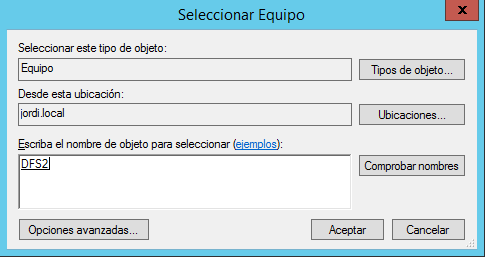 Seleccionar Equipo
x
Seleccionar este tipo de objeto:
Equipo
Tipos de objeto...
Desde esta ubicación:
jordi.local
Ubicaciones...
Escriba el nombre de objeto para seleccionar (ejemplos):
DFS2
Comprobar nombres
Opciones avanzadas...
Aceptar
Cancelar